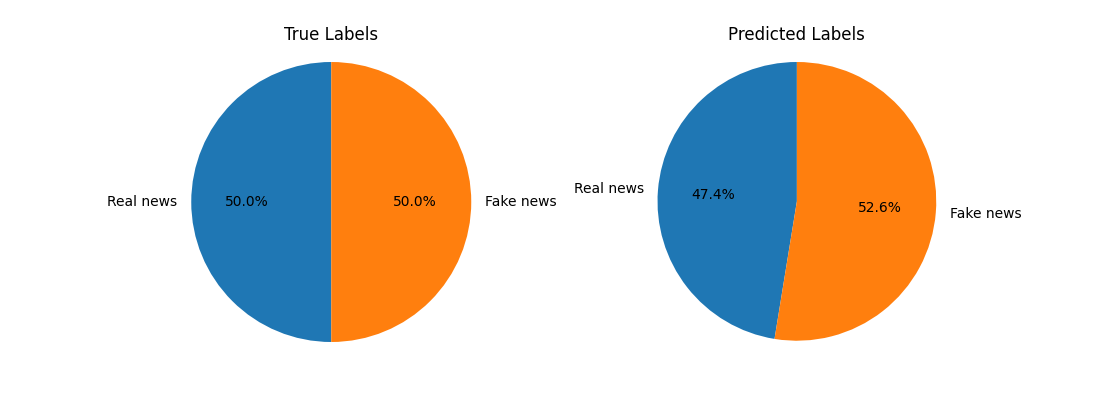 True Labels
Real news
50.0%
50.0%
Fake news
Predicted Labels
Real news
47.4%
52.6%
Fake news